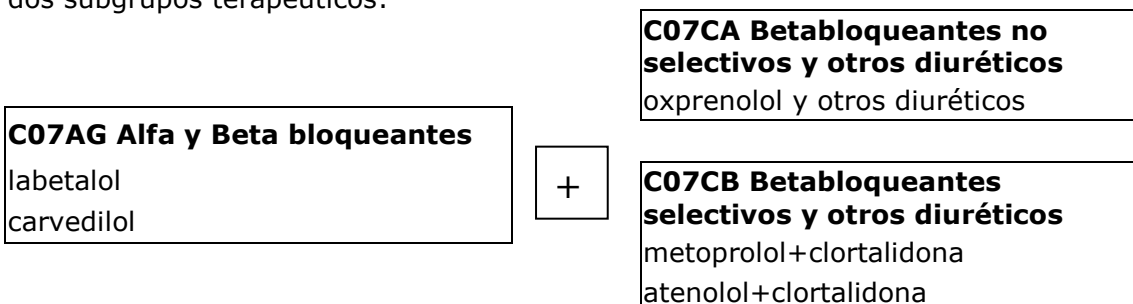 dos subgrupos terapéuticos:
C07AG Alfa y Beta bloqueantes
labetalol
carvedilol
+
C07CA Betabloqueantes no
selectivos y otros diuréticos
oxprenolol y otros diuréticos
C07CB Betabloqueantes
selectivos y otros diuréticos
metoprolol+clortalidona
atenolol+clortalidona